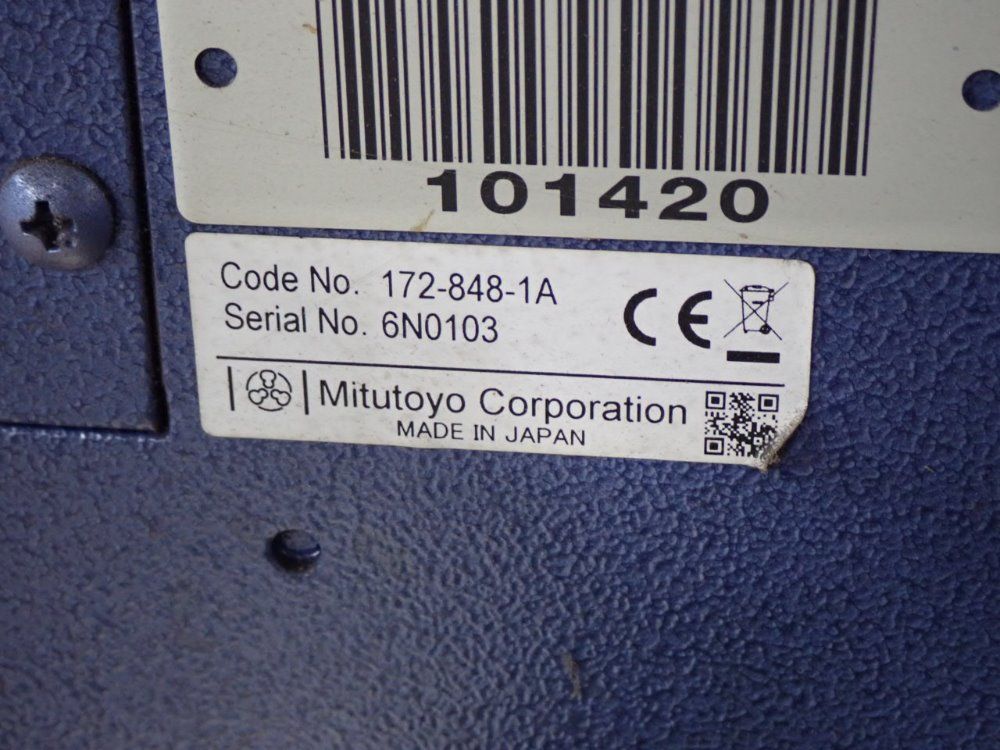 101420
Code No. 172-848-1A
Serial No. 6N0103
CE
Mitutoyo Corporation
MADE IN JAPAN